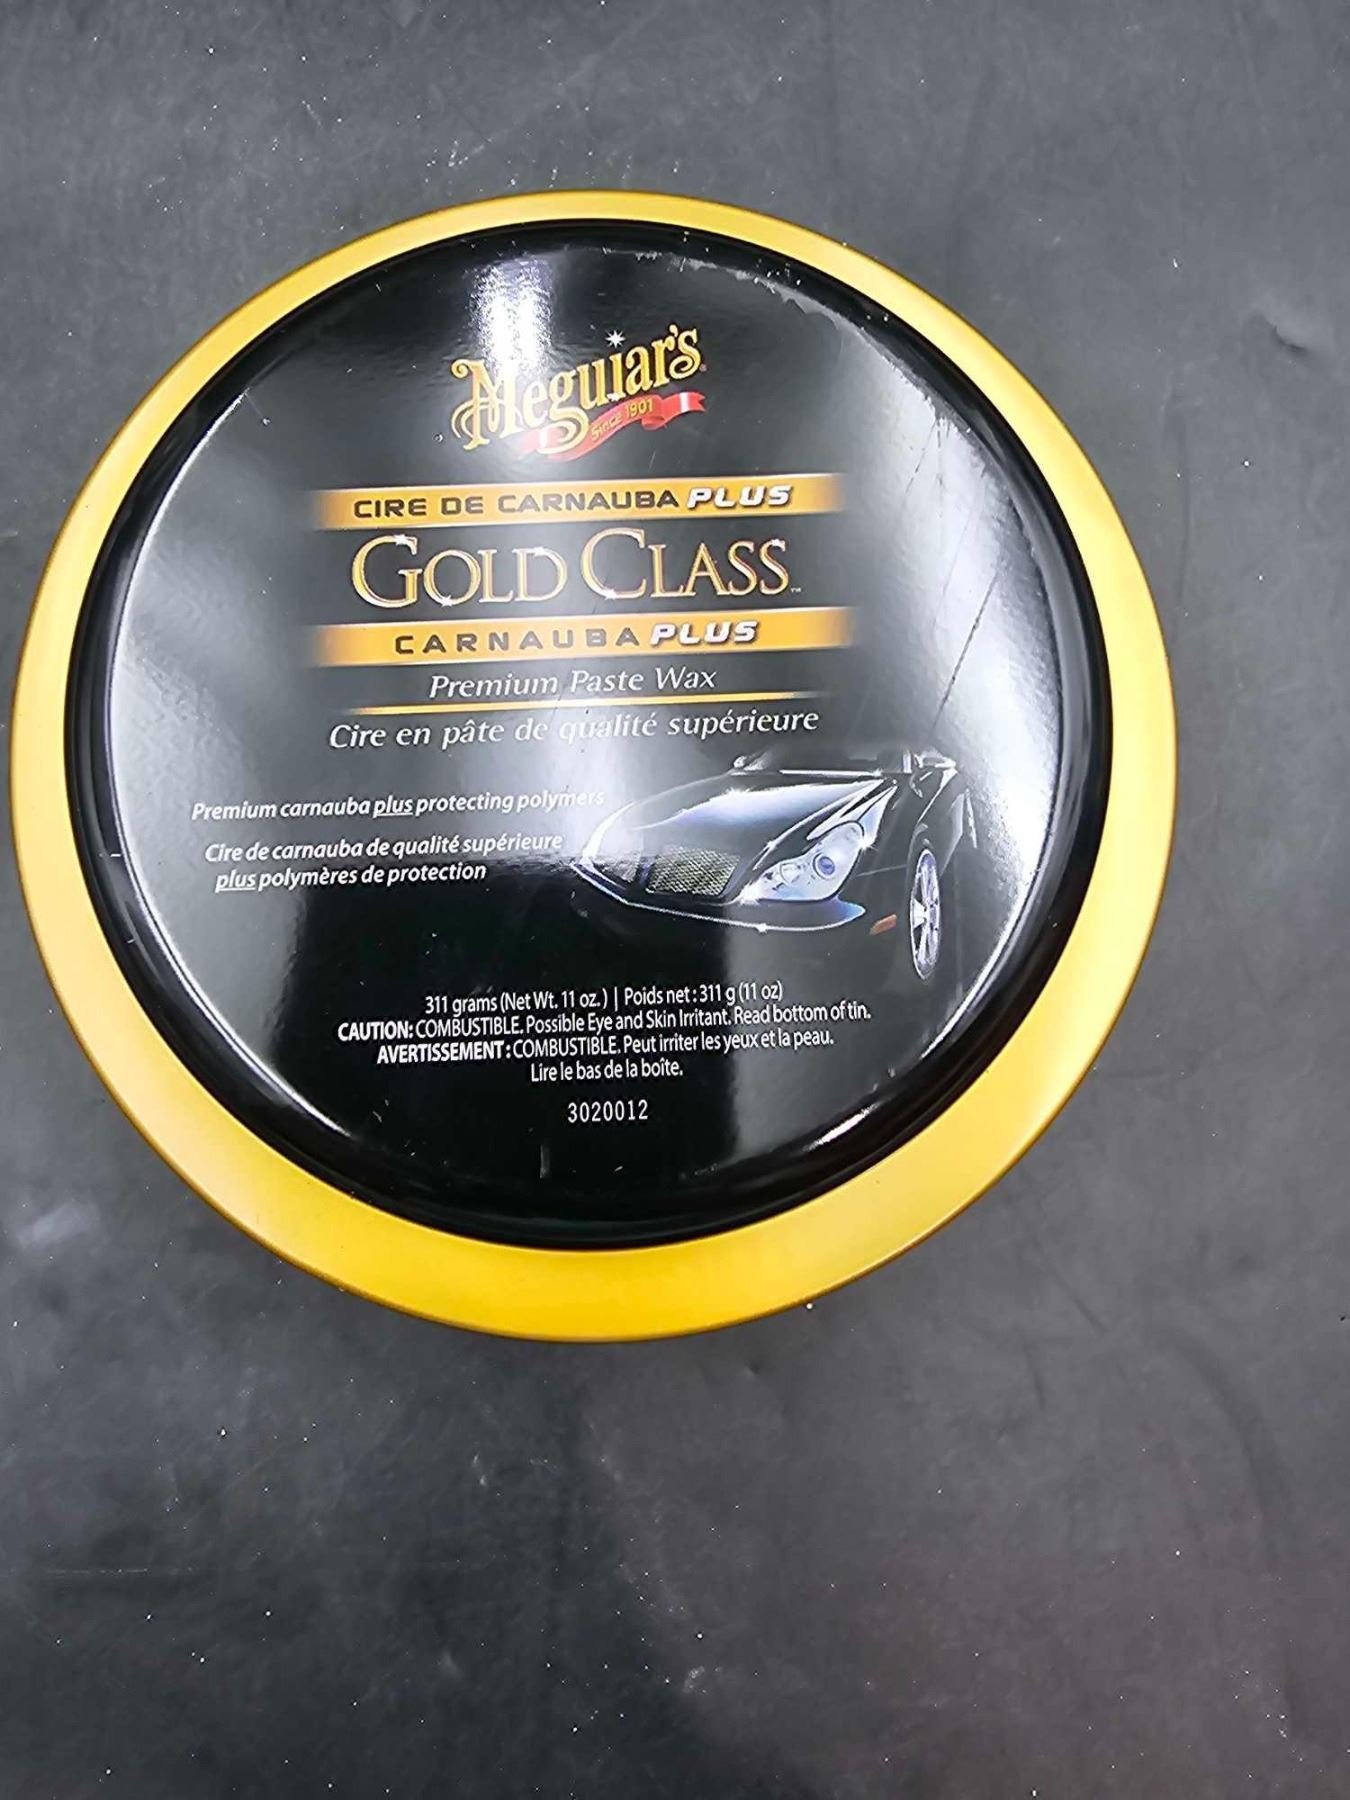 Meguiar's
Since 1901
CIRE DE CARNAUBA PLUS
GOLD CLASS™
CARNAUBA PLUS
Premium Paste Wax
Cire en pâte de qualité supérieure
Premium carnauba plus protecting polymers
Cire de carnauba de qualité supérieure
plus polymères de protection
311 grams (Net Wt. 11 oz.) | Poids net : 311 g (11 oz)
CAUTION: COMBUSTIBLE. Possible Eye and Skin Irritant. Read bottom of tin.
AVERTISSEMENT : COMBUSTIBLE. Peut irriter les yeux et la peau.
Lire le bas de la boîte.
3020012